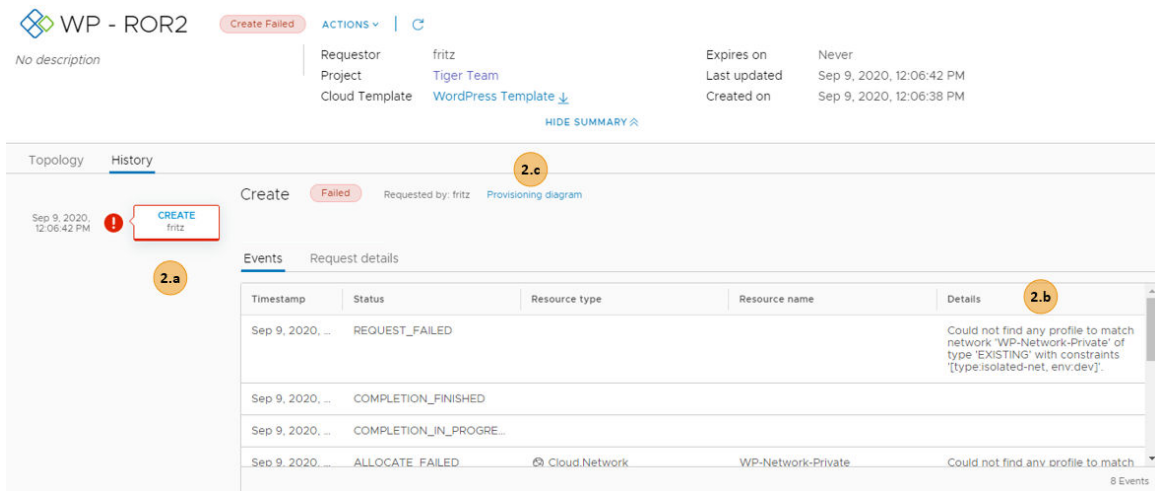 WP - ROR2 Create Failed ACTIONS
No description
Requestor fritz Expires on Never
Project Tiger Team Last updated Sep 9, 2020, 12:06:42 PM
Cloud Template WordPress Template Created on Sep 9, 2020, 12:06:38 PM
HIDE SUMMARY
Topology History
2.c
Create Failed Requested by: fritz Provisioning diagram
Sep 9, 2020,
12:06:42 PM
CREATE
fritz
2.a
Events Request details
2.b
Timestamp Status Resource type Resource name Details
Sep 9, 2020, ... REQUEST_FAILED Could not find any profile to match
network 'WP-Network-Private' of
type 'EXISTING' with constraints
'[type:isolated-net, env:dev]'.
Sep 9, 2020, ... COMPLETION_FINISHED
Sep 9, 2020, ... COMPLETION_IN_PROGRE...
Sep 9, 2020, ... ALLOCATE_FAILED Cloud.Network WP-Network-Private Could not find any profile to match
8 Events